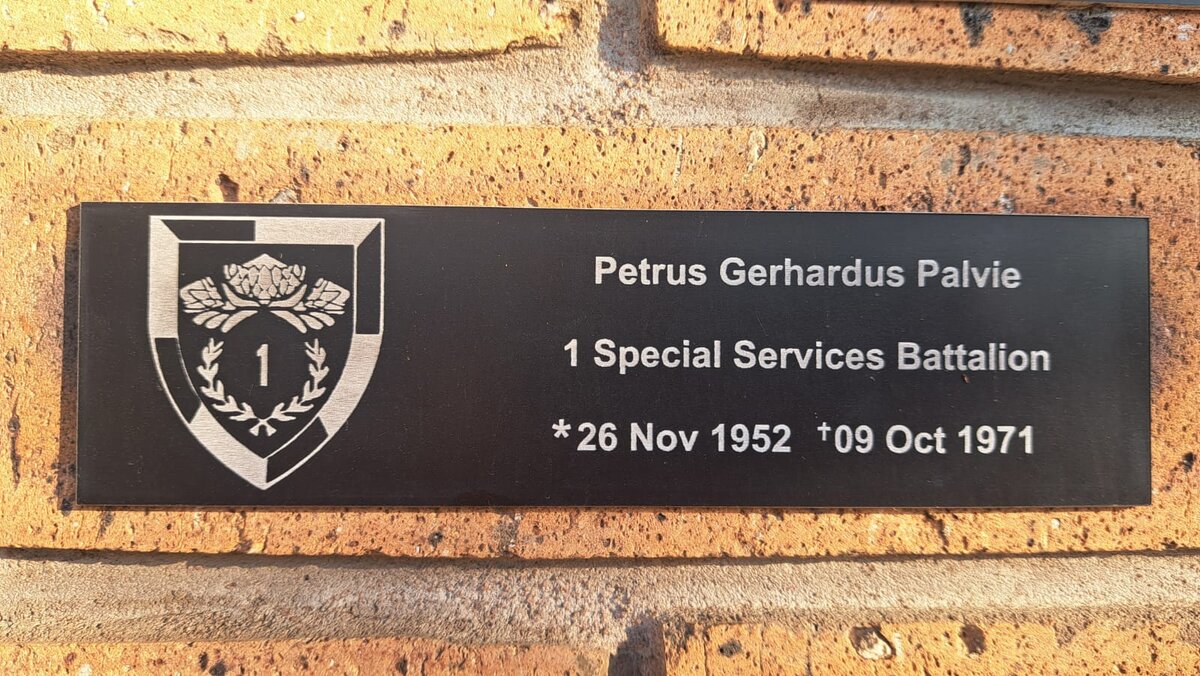 1
Petrus Gerhardus Palvie
1 Special Services Battalion
*26 Nov 1952 †09 Oct 1971